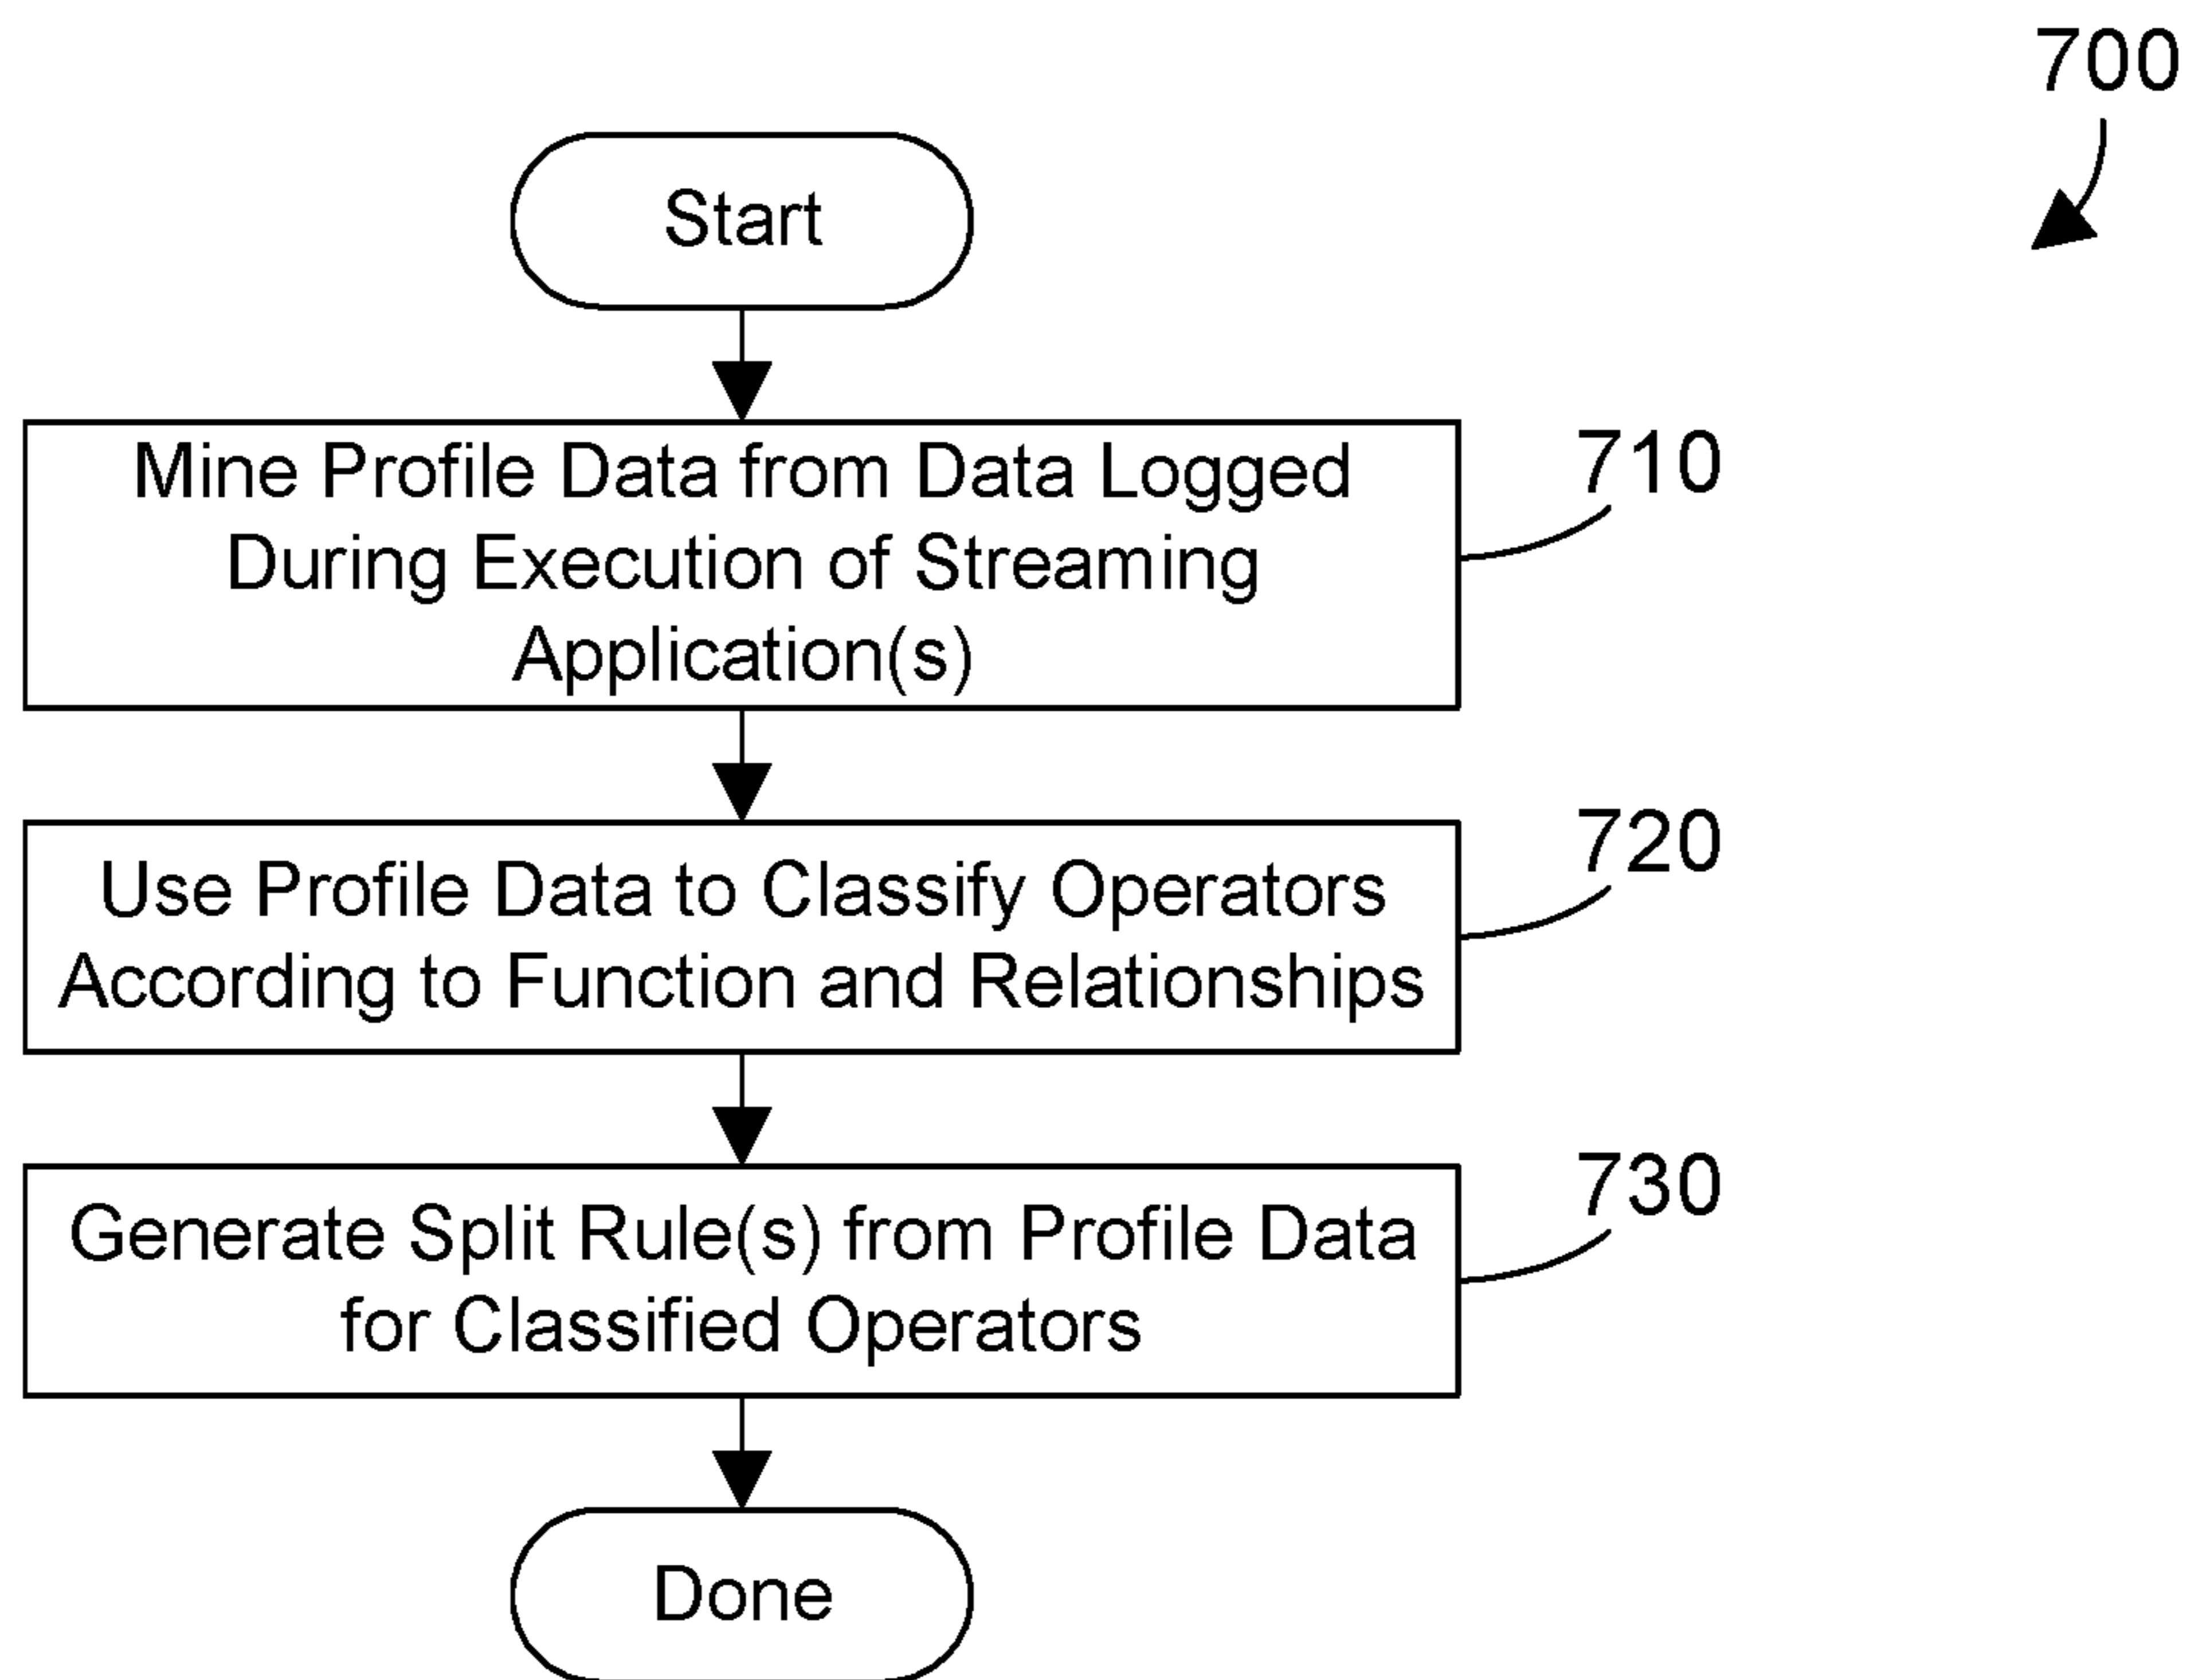 700
Start
Mine Profile Data from Data Logged
During Execution of Streaming
Application(s)
710
Use Profile Data to Classify Operators
According to Function and Relationships
720
Generate Split Rule(s) from Profile Data
for Classified Operators
730
Done